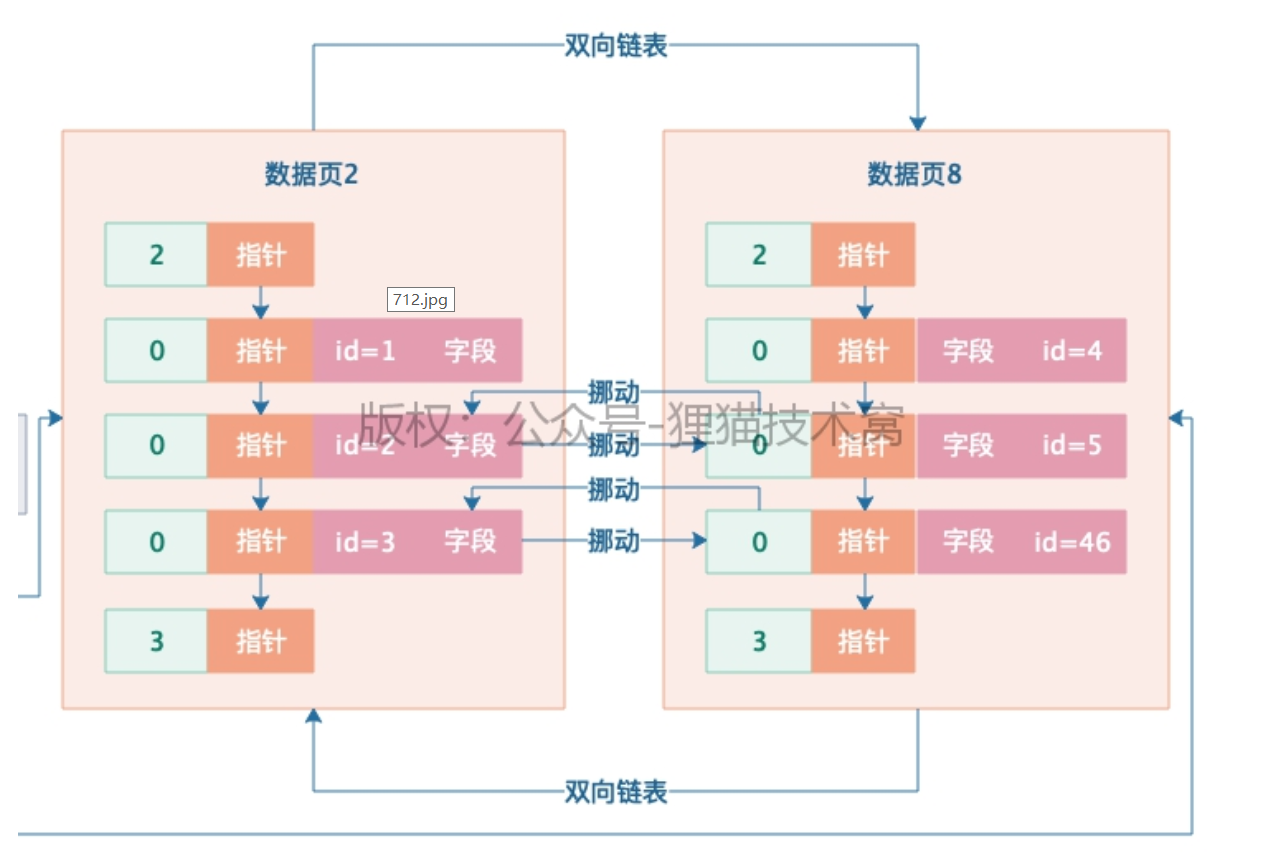 双向链表
数据页2
2 指针
0 指针 id=1 字段
0 指针 id=2 字段
0 指针 id=3 字段
3 指针
712.jpg
挪动
挪动
挪动
挪动
版权：公众号-狸猫技术窝
数据页8
2 指针
0 指针 字段 id=4
0 指针 字段 id=5
0 指针 字段 id=46
3 指针
双向链表